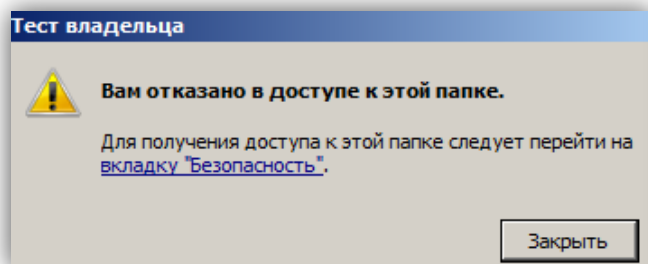 Тест владельца
Вам отказано в доступе к этой папке.
Для получения доступа к этой папке следует перейти на
вкладку "Безопасность".
Закрыть